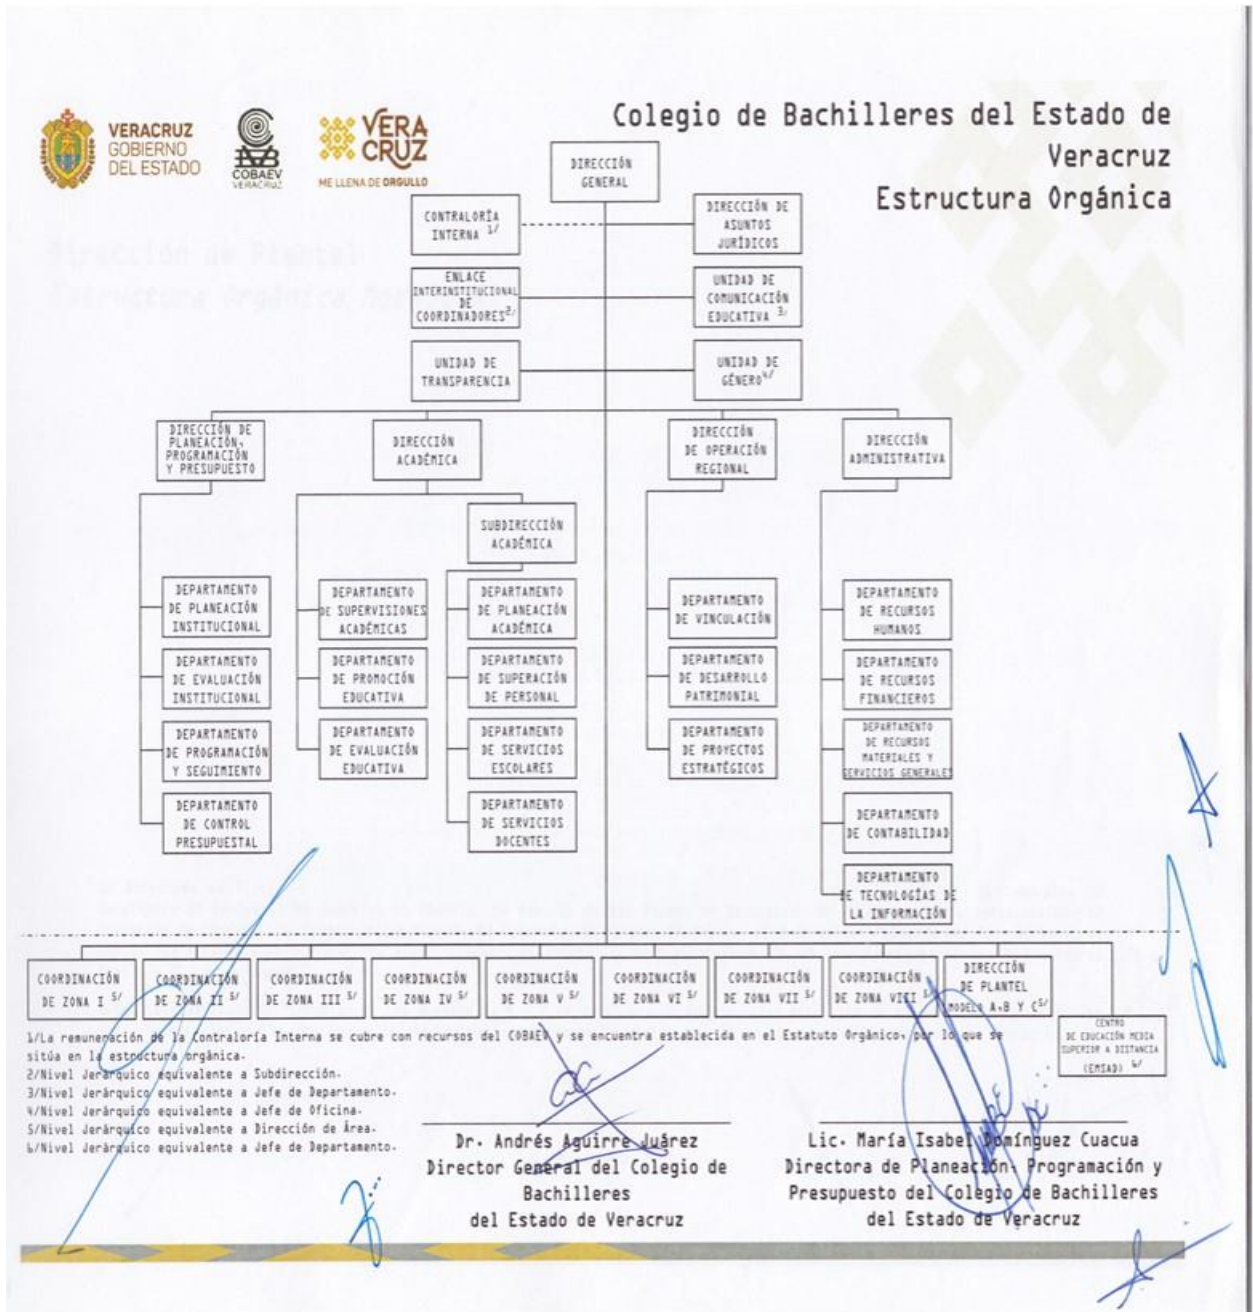 VERACRUZ
GOBIERNO
DEL ESTADO
COBAEV
VERACRUZ
VERA
CRUZ
ME LLENA DE ORGULLO
Colegio de Bachilleres del Estado de
Veracruz
Estructura Orgánica
DIRECCIÓN
GENERAL
CONTRALORÍA
INTERNA 1/
DIRECCIÓN DE
ASUNTOS
JURÍDICOS
ENLACE
INTERINSTITUCIONAL
DE
COORDINADORES 2/
UNIDAD DE
COMUNICACIÓN
EDUCATIVA 3/
UNIDAD DE
TRANSPARENCIA
UNIDAD DE
GÉNERO 4/
Dirección de Plantel
Estructura Orgánica
DIRECCIÓN DE
PLANEACIÓN,
PROGRAMACIÓN
Y PRESUPUESTO
DIRECCIÓN
ACADÉMICA
DIRECCIÓN
DE OPERACIÓN
REGIONAL
DIRECCIÓN
ADMINISTRATIVA
SUBDIRECCIÓN
ACADÉMICA
DEPARTAMENTO
DE PLANEACIÓN
INSTITUCIONAL
DEPARTAMENTO
DE SUPERVISIONES
ACADÉMICAS
DEPARTAMENTO
DE PLANEACIÓN
ACADÉMICA
DEPARTAMENTO
DE VINCULACIÓN
DEPARTAMENTO
DE RECURSOS
HUMANOS
DEPARTAMENTO
DE EVALUACIÓN
INSTITUCIONAL
DEPARTAMENTO
DE PROMOCIÓN
EDUCATIVA
DEPARTAMENTO
DE SUPERACIÓN
DE PERSONAL
DEPARTAMENTO
DE DESARROLLO
PATRIMONIAL
DEPARTAMENTO
DE RECURSOS
FINANCIEROS
DEPARTAMENTO
DE PROGRAMACIÓN
Y SEGUIMIENTO
DEPARTAMENTO
DE EVALUACIÓN
EDUCATIVA
DEPARTAMENTO
DE SERVICIOS
ESCOLARES
DEPARTAMENTO
DE PROYECTOS
ESTRATÉGICOS
DEPARTAMENTO
DE RECURSOS
MATERIALES Y
SERVICIOS GENERALES
DEPARTAMENTO
DE CONTROL
PRESUPUESTAL
DEPARTAMENTO
DE SERVICIOS
DOCENTES
DEPARTAMENTO
DE CONTABILIDAD
DEPARTAMENTO
DE TECNOLOGÍAS DE
LA INFORMACIÓN
COORDINACIÓN
DE ZONA I 5/
COORDINACIÓN
DE ZONA II 5/
COORDINACIÓN
DE ZONA III 5/
COORDINACIÓN
DE ZONA IV 5/
COORDINACIÓN
DE ZONA V 5/
COORDINACIÓN
DE ZONA VI 5/
COORDINACIÓN
DE ZONA VII 5/
COORDINACIÓN
DE ZONA VIII 5/
DIRECCIÓN
DE PLANTEL
MODELO A,B Y C 5/
CENTRO
DE EDUCACIÓN MEDIA
SUPERIOR A DISTANCIA
(EMSAD) 6/
1/La remuneración de la Contraloría Interna se cubre con recursos del COBAEV y se encuentra establecida en el Estatuto Orgánico, por lo que se
sitúa en la estructura orgánica.
2/Nivel Jerárquico equivalente a Subdirección.
3/Nivel Jerárquico equivalente a Jefe de Departamento.
4/Nivel Jerárquico equivalente a Jefe de Oficina.
5/Nivel Jerárquico equivalente a Dirección de Área.
6/Nivel Jerárquico equivalente a Jefe de Departamento.
Dr. Andrés Aguirre Juárez
Director General del Colegio de
Bachilleres
del Estado de Veracruz
Lic. María Isabel Domínguez Cuacua
Directora de Planeación, Programación y
Presupuesto del Colegio de Bachilleres
del Estado de Veracruz